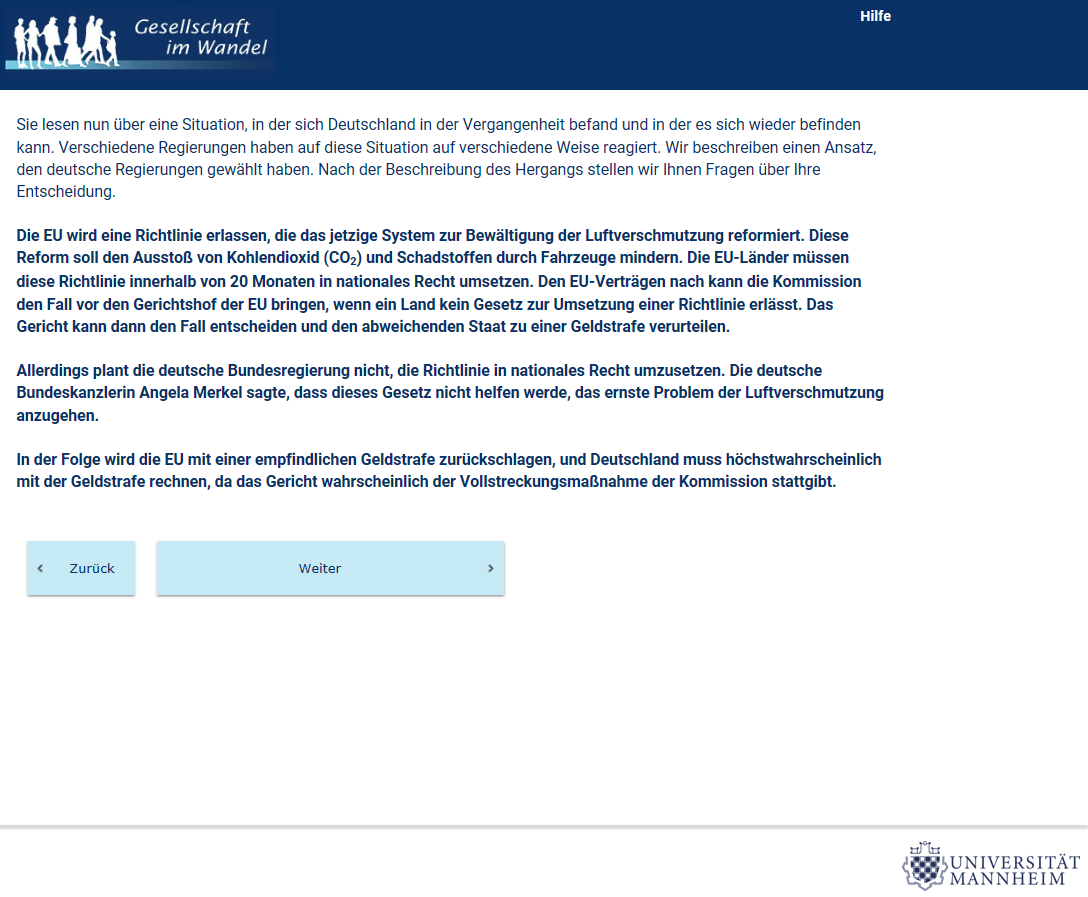 Gesellschaft
im Wandel
Hilfe
Sie lesen nun über eine Situation, in der sich Deutschland in der Vergangenheit befand und in der es sich wieder befinden
kann. Verschiedene Regierungen haben auf diese Situation auf verschiedene Weise reagiert. Wir beschreiben einen Ansatz,
den deutsche Regierungen gewählt haben. Nach der Beschreibung des Hergangs stellen wir Ihnen Fragen über Ihre
Entscheidung.
Die EU wird eine Richtlinie erlassen, die das jetzige System zur Bewältigung der Luftverschmutzung reformiert. Diese
Reform soll den Ausstoß von Kohlendioxid (CO₂) und Schadstoffen durch Fahrzeuge mindern. Die EU-Länder müssen
diese Richtlinie innerhalb von 20 Monaten in nationales Recht umsetzen. Den EU-Verträgen nach kann die Kommission
den Fall vor den Gerichtshof der EU bringen, wenn ein Land kein Gesetz zur Umsetzung einer Richtlinie erlässt. Das
Gericht kann dann den Fall entscheiden und den abweichenden Staat zu einer Geldstrafe verurteilen.
Allerdings plant die deutsche Bundesregierung nicht, die Richtlinie in nationales Recht umzusetzen. Die deutsche
Bundeskanzlerin Angela Merkel sagte, dass dieses Gesetz nicht helfen werde, das ernste Problem der Luftverschmutzung
anzugehen.
In der Folge wird die EU mit einer empfindlichen Geldstrafe zurückschlagen, und Deutschland muss höchstwahrscheinlich
mit der Geldstrafe rechnen, da das Gericht wahrscheinlich der Vollstreckungsmaßnahme der Kommission stattgibt.
‹ Zurück
Weiter ›
UNIVERSITÄT
MANNHEIM